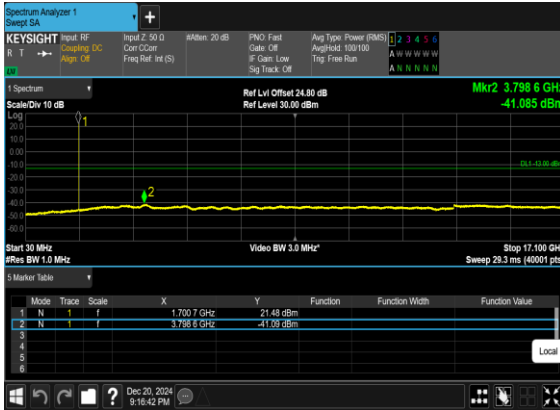 Spectrum Analyzer 1
Swept SA
+
KEYSIGHT Input: RF Input Z: 50 Ω #Atten: 20 dB PNO: Fast Avg Type: Power (RMS) 1 2 3 4 5 6
R T Coupling: DC Corr CCorr Gate: Off Avg|Hold: 100/100 A W W W W W
Align: Off Freq Ref: Int (S) IF Gain: Low Trig: Free Run
Sig Track: Off A N N N N N
1 Spectrum Ref Lvl Offset 24.80 dB Mkr2 3.798 6 GHz
Scale/Div 10 dB Ref Level 30.00 dBm -41.085 dBm
Log
20.0
10.0
0.00
-10.0
-20.0
-30.0
-40.0
-50.0
-60.0
1
2
DL1 -13.00 dBm
Start 30 MHz Video BW 3.0 MHz* Stop 17.100 GH
#Res BW 1.0 MHz Sweep 29.3 ms (40001 pts
5 Marker Table
Mode Trace Scale X Y Function Function Width Function Value
1 N 1 f 1.700 7 GHz 21.48 dBm
2 N 1 f 3.798 6 GHz -41.09 dBm
3
4
5
6
Local
? Dec 20, 2024
9:16:42 PM